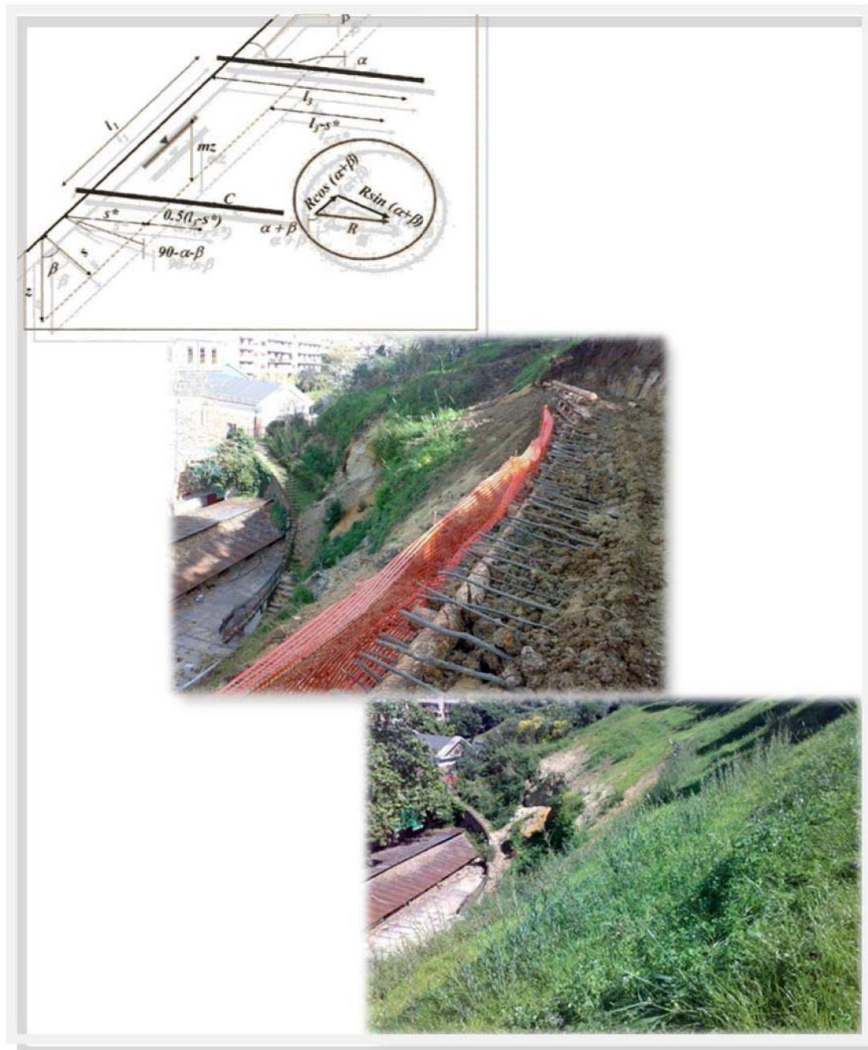 α
l₁
l₃
l₃-s*
mz
C
Rcos (α+β)
Rsin (α+β)
s*
0.5(l₃-s*)
α + β
R
90-α-β
s
β
z